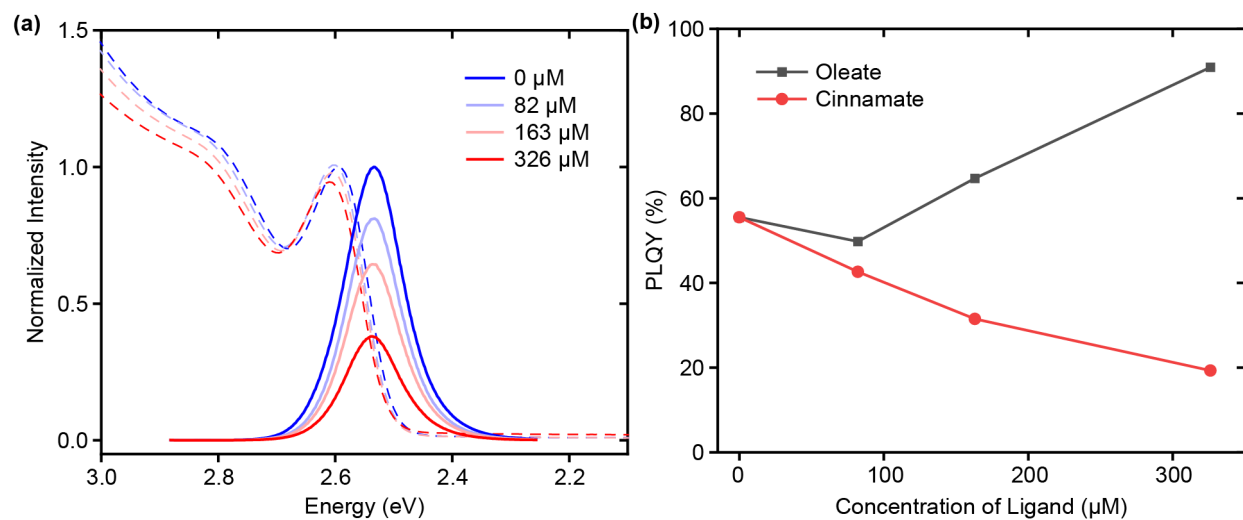 (a)
1.5
1.0
0.5
0.0
Normalized Intensity
3.0 2.8 2.6 2.4 2.2
Energy (eV)
0 µM
82 µM
163 µM
326 µM
(b)
100
80
60
40
20
0
PLQY (%)
0 100 200 300
Concentration of Ligand (µM)
Oleate
Cinnamate